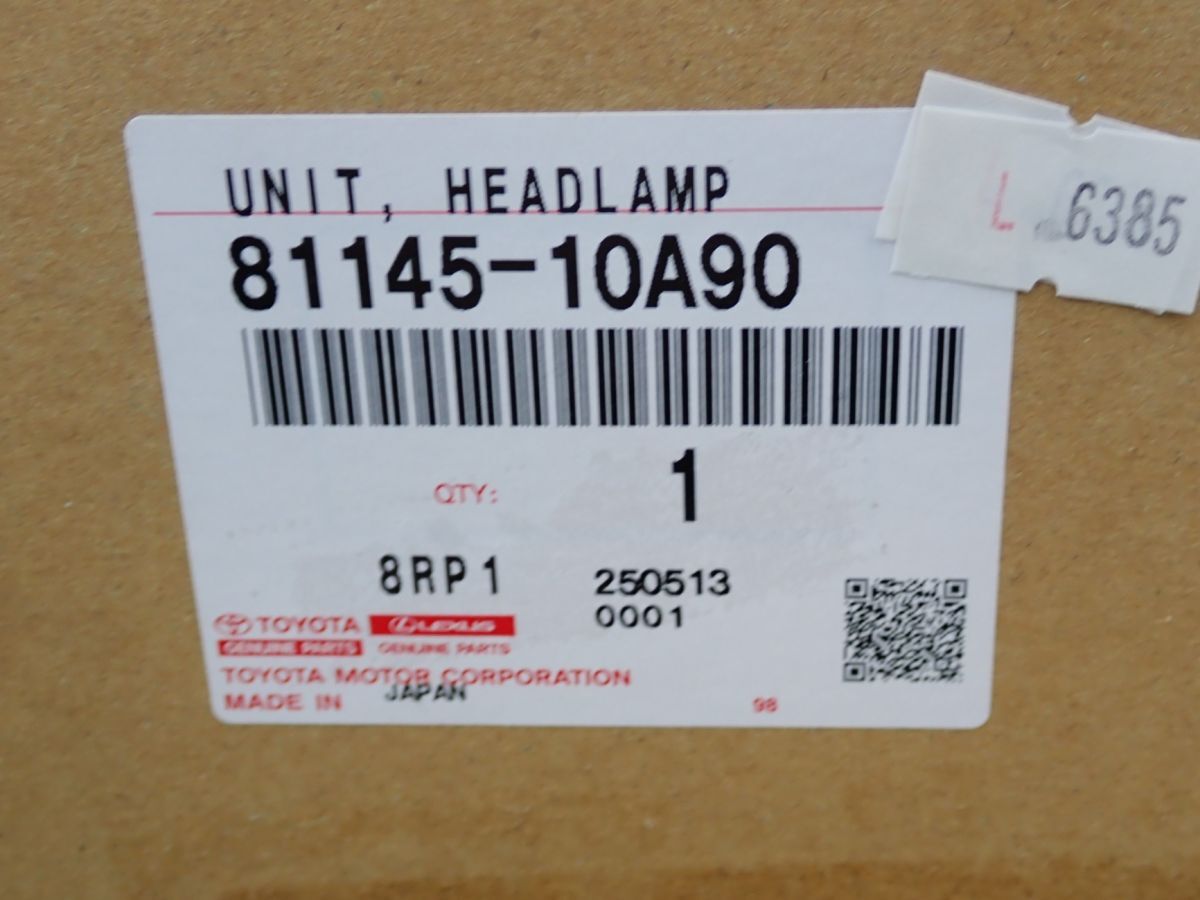 UNIT, HEADLAMP
L 6385
81145-10A90
QTY: 1
8RP1 250513
0001
TOYOTA LEXUS
GENUINE PARTS GENUINE PARTS
TOYOTA MOTOR CORPORATION
MADE IN JAPAN
98